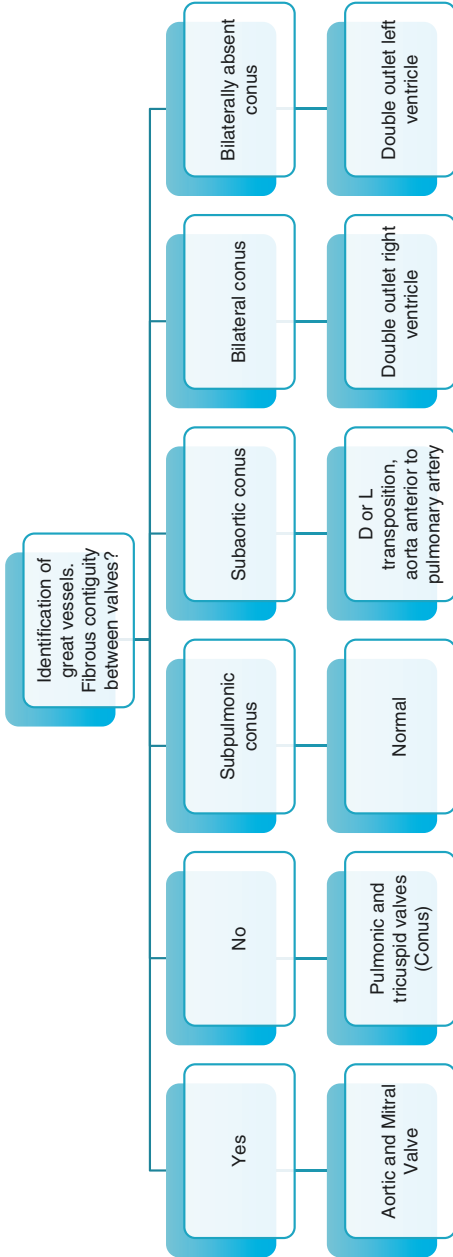 Identification of
great vessels.
Fibrous contiguity
between valves?
Yes
No
Subpulmonic
conus
Subaortic conus
Bilateral conus
Bilaterally absent
conus
Aortic and Mitral
Valve
Pulmonic and
tricuspid valves
(Conus)
Normal
D or L
transposition,
aorta anterior to
pulmonary artery
Double outlet right
ventricle
Double outlet left
ventricle